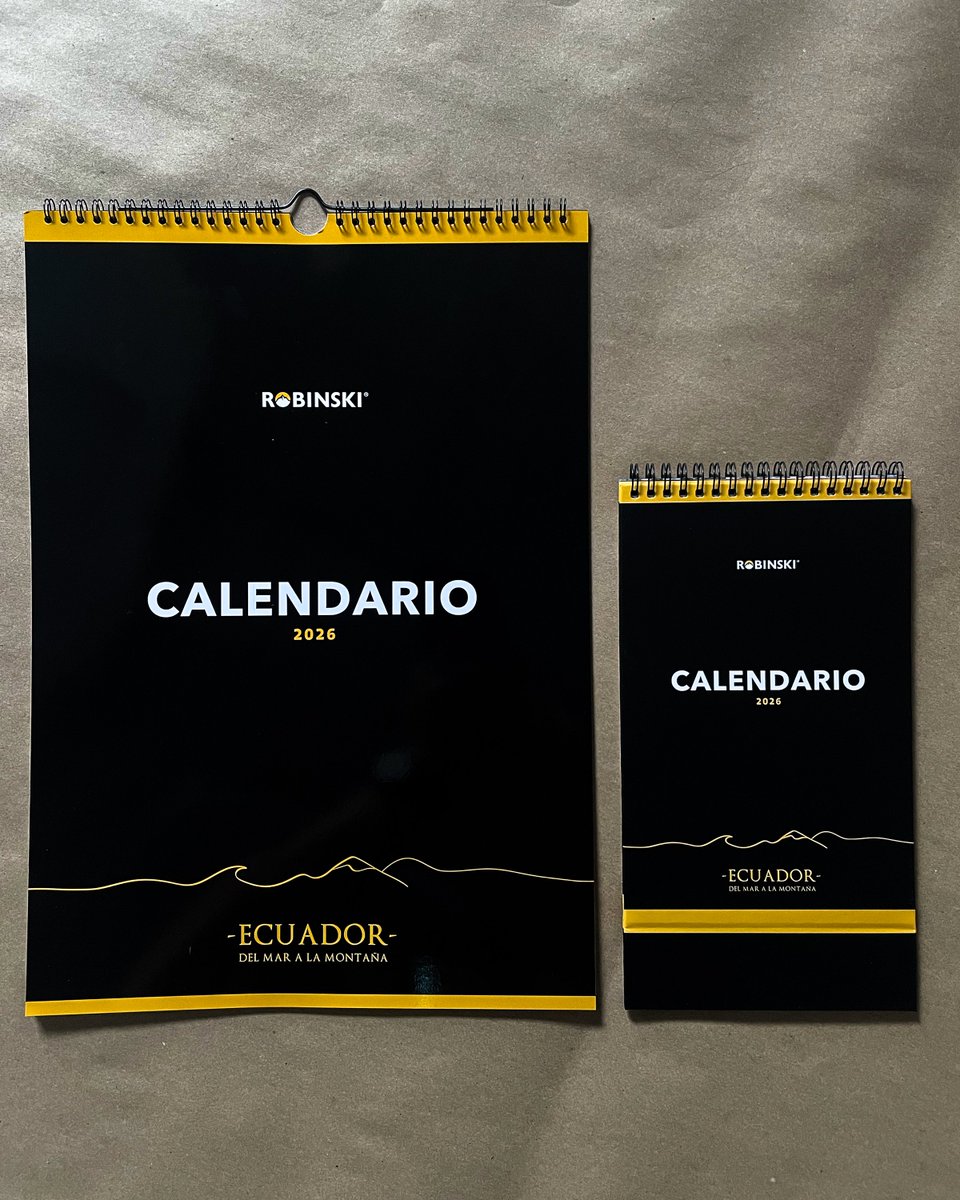 ROBINSKI®
CALENDARIO
2026
-ECUADOR-
DEL MAR A LA MONTAÑA
ROBINSKI®
CALENDARIO
2026
-ECUADOR-
DEL MAR A LA MONTAÑA